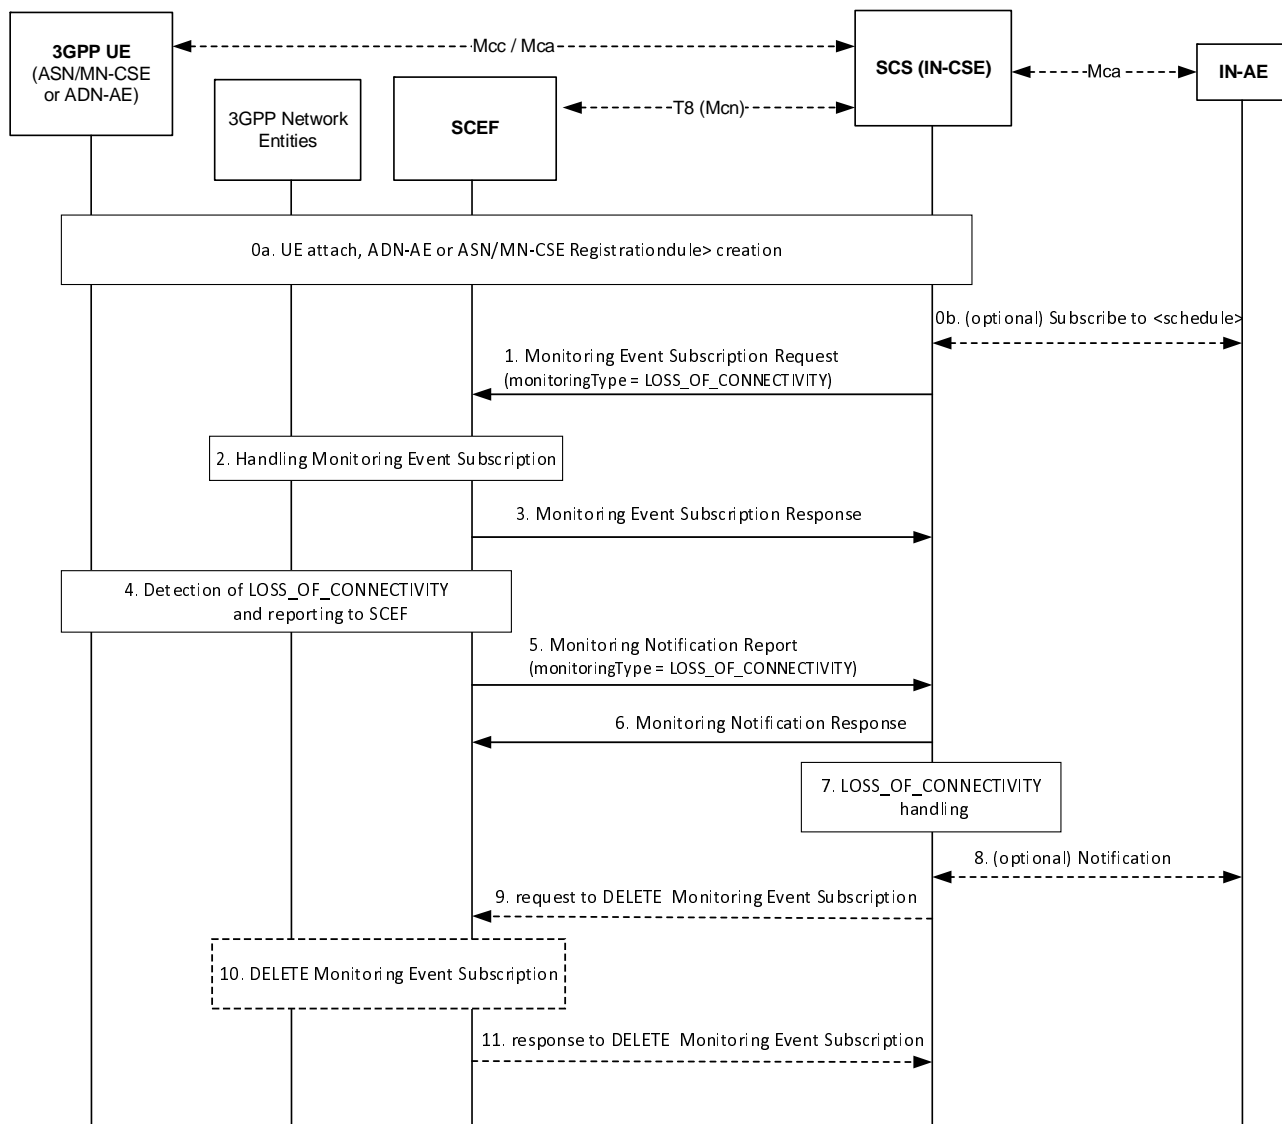 3GPP UE
(ASN/MN-CSE
or ADN-AE)
Mcc / Mca
SCS (IN-CSE)
Mca
IN-AE
3GPP Network
Entities
SCEF
T8 (Mcn)
0a. UE attach, ADN-AE or ASN/MN-CSE Registrationdule> creation
0b. (optional) Subscribe to <schedule>
1. Monitoring Event Subscription Request
(monitoringType = LOSS_OF_CONNECTIVITY)
2. Handling Monitoring Event Subscription
3. Monitoring Event Subscription Response
4. Detection of LOSS_OF_CONNECTIVITY
and reporting to SCEF
5. Monitoring Notification Report
(monitoringType = LOSS_OF_CONNECTIVITY)
6. Monitoring Notification Response
7. LOSS_OF_CONNECTIVITY
handling
8. (optional) Notification
9. request to DELETE Monitoring Event Subscription
10. DELETE Monitoring Event Subscription
11. response to DELETE Monitoring Event Subscription